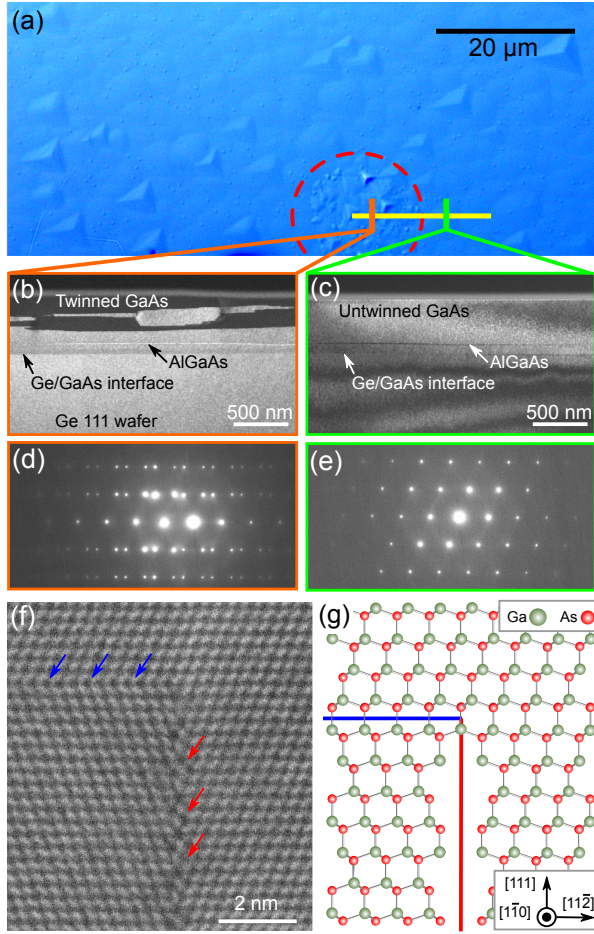 (a)
20 µm
(b)
Twinned GaAs
AlGaAs
Ge/GaAs interface
Ge 111 wafer
500 nm
(c)
Untwinned GaAs
AlGaAs
Ge/GaAs interface
500 nm
(d)
(e)
(f)
2 nm
(g)
Ga As
[111]
[11̅0]
[112̅]